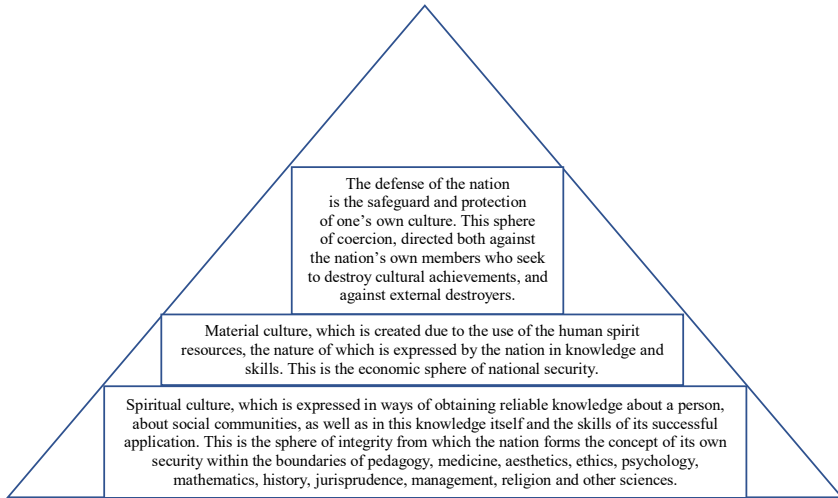 The defense of the nation
is the safeguard and protection
of one’s own culture. This sphere
of coercion, directed both against
the nation’s own members who seek
to destroy cultural achievements, and
against external destroyers.
Material culture, which is created due to the use of the human spirit
resources, the nature of which is expressed by the nation in knowledge and
skills. This is the economic sphere of national security.
Spiritual culture, which is expressed in ways of obtaining reliable knowledge about a person,
about social communities, as well as in this knowledge itself and the skills of its successful
application. This is the sphere of integrity from which the nation forms the concept of its own
security within the boundaries of pedagogy, medicine, aesthetics, ethics, psychology,
mathematics, history, jurisprudence, management, religion and other sciences.